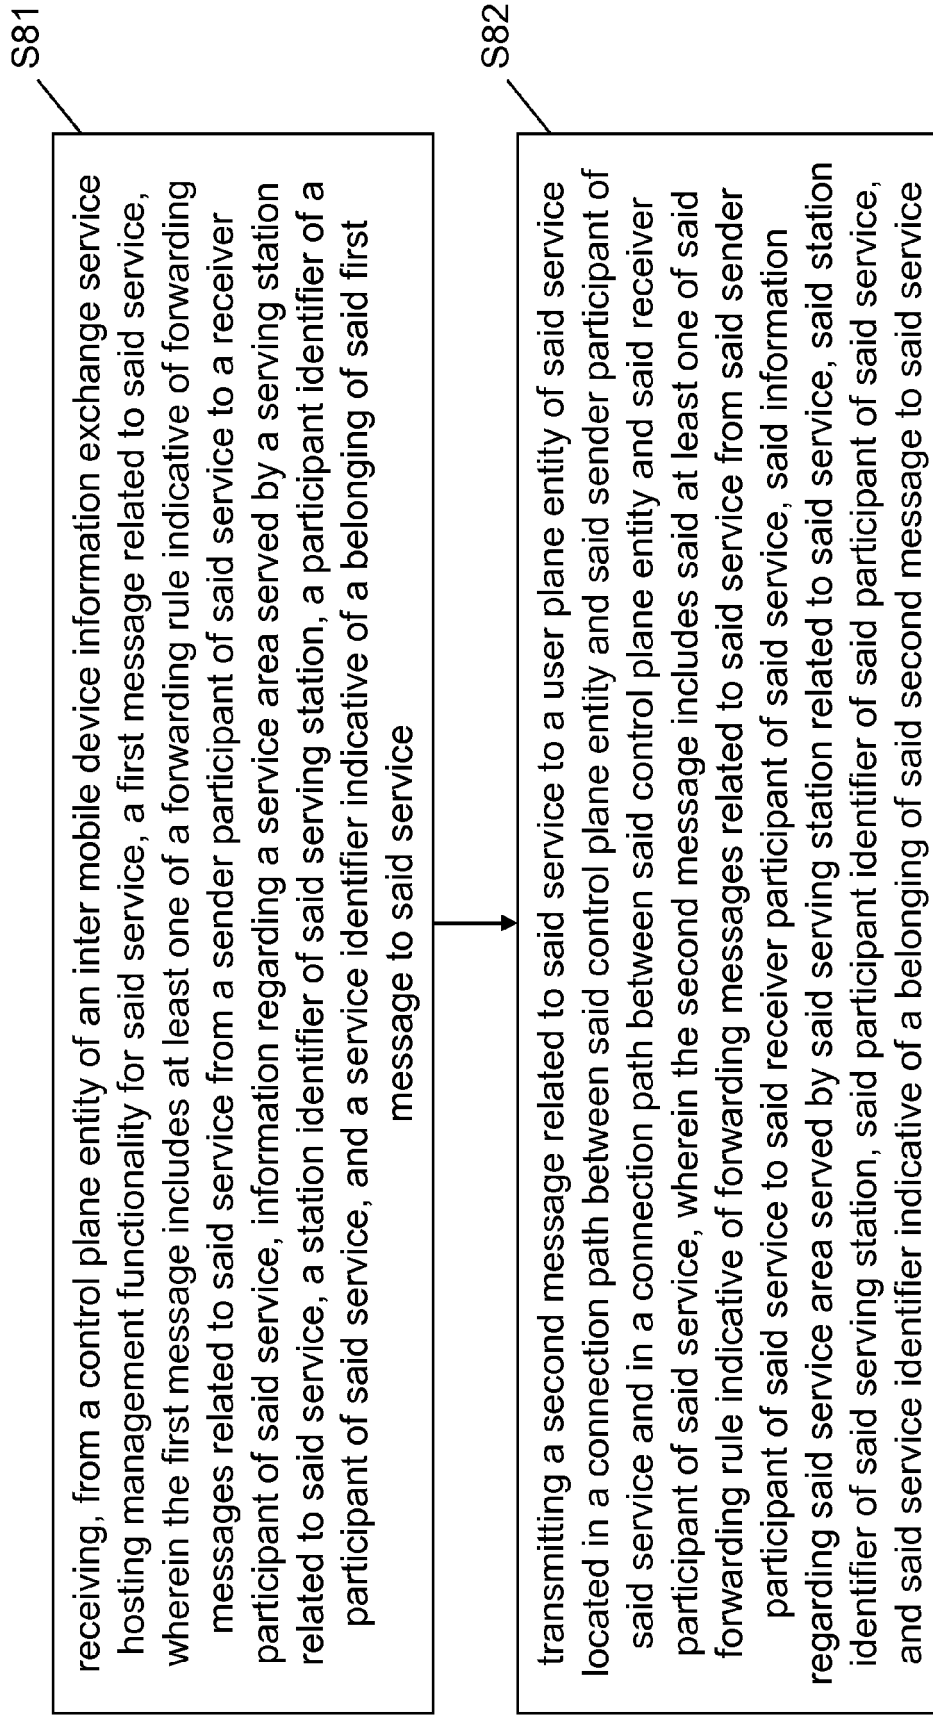 S81
receiving, from a control plane entity of an inter mobile device information exchange service
hosting management functionality for said service, a first message related to said service,
wherein the first message includes at least one of a forwarding rule indicative of forwarding
messages related to said service from a sender participant of said service to a receiver
participant of said service, information regarding a service area served by a serving station
related to said service, a station identifier of said serving station, a participant identifier of a
participant of said service, and a service identifier indicative of a belonging of said first
message to said service
S82
transmitting a second message related to said service to a user plane entity of said service
located in a connection path between said control plane entity and said sender participant of
said service and in a connection path between said control plane entity and said receiver
participant of said service, wherein the second message includes said at least one of said
forwarding rule indicative of forwarding messages related to said service from said sender
participant of said service to said receiver participant of said service, said information
regarding said service area served by said serving station related to said service, said station
identifier of said serving station, said participant identifier of said participant of said service,
and said service identifier indicative of a belonging of said second message to said service